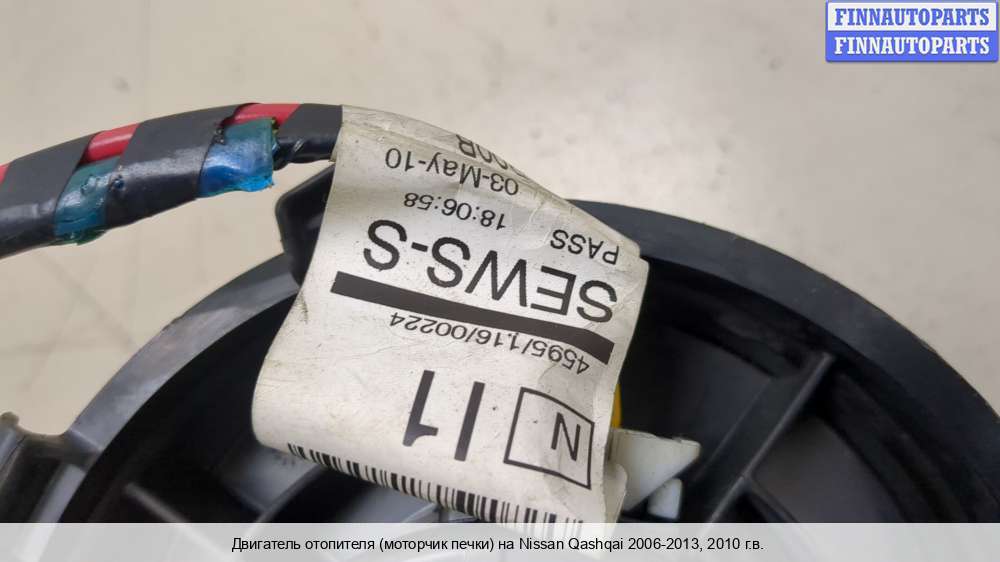 FINNAUTOPARTS
FINNAUTOPARTS
03-May-10
18:06:58
PASS
SEWS-S
4595/1.16/00224
I1
N
Двигатель отопителя (моторчик печки) на Nissan Qashqai 2006-2013, 2010 г.в.